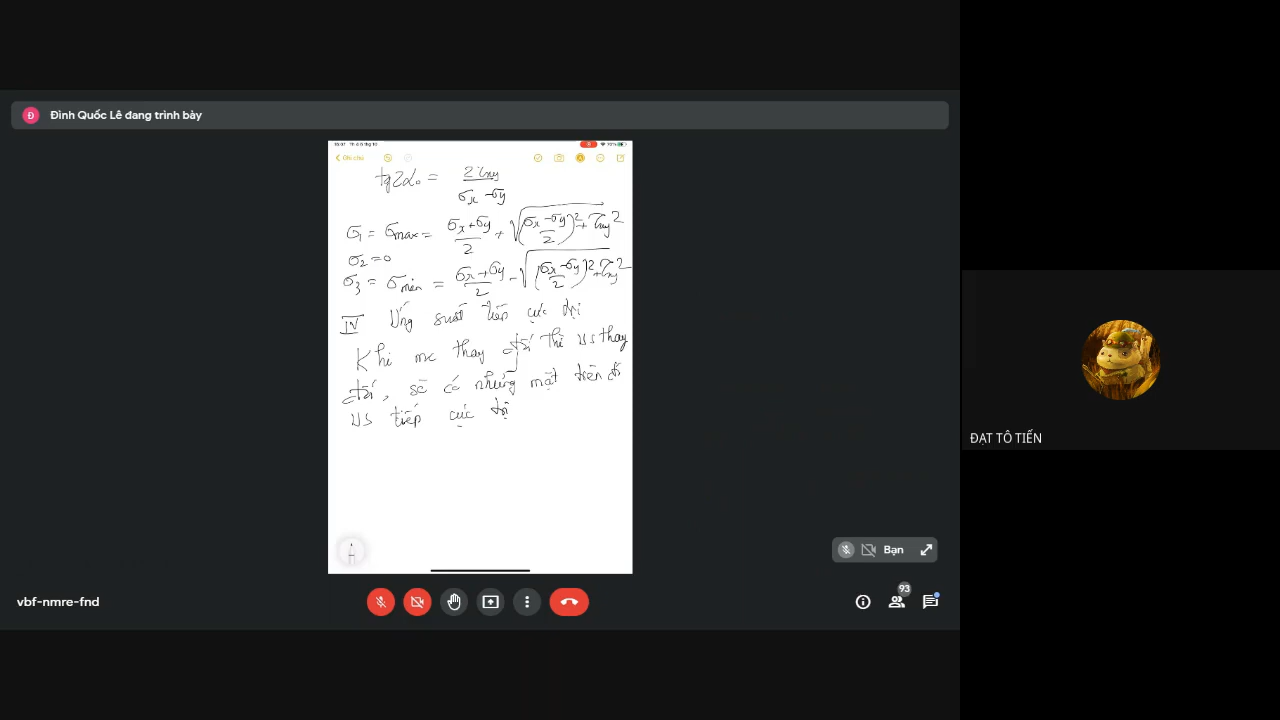 Đình Quốc Lê đang trình bày
Ghi chú
tg2α₀ = 2τxy / σx - σy
σ1 = σmax = σx+σy / 2 + √(σx-σy / 2)² + τxy²
σ2 = 0
σ3 = σmin = σx+σy / 2 - √(σx-σy / 2)² + τxy²
IV Ứng suất tiếp cực trị
Khi mc thay đổi thì us thay
đổi, sẽ có những mặt trên đó
us tiếp cực trị
ĐẠT TÔ TIẾN
Bạn
93
vbf-nmre-fnd